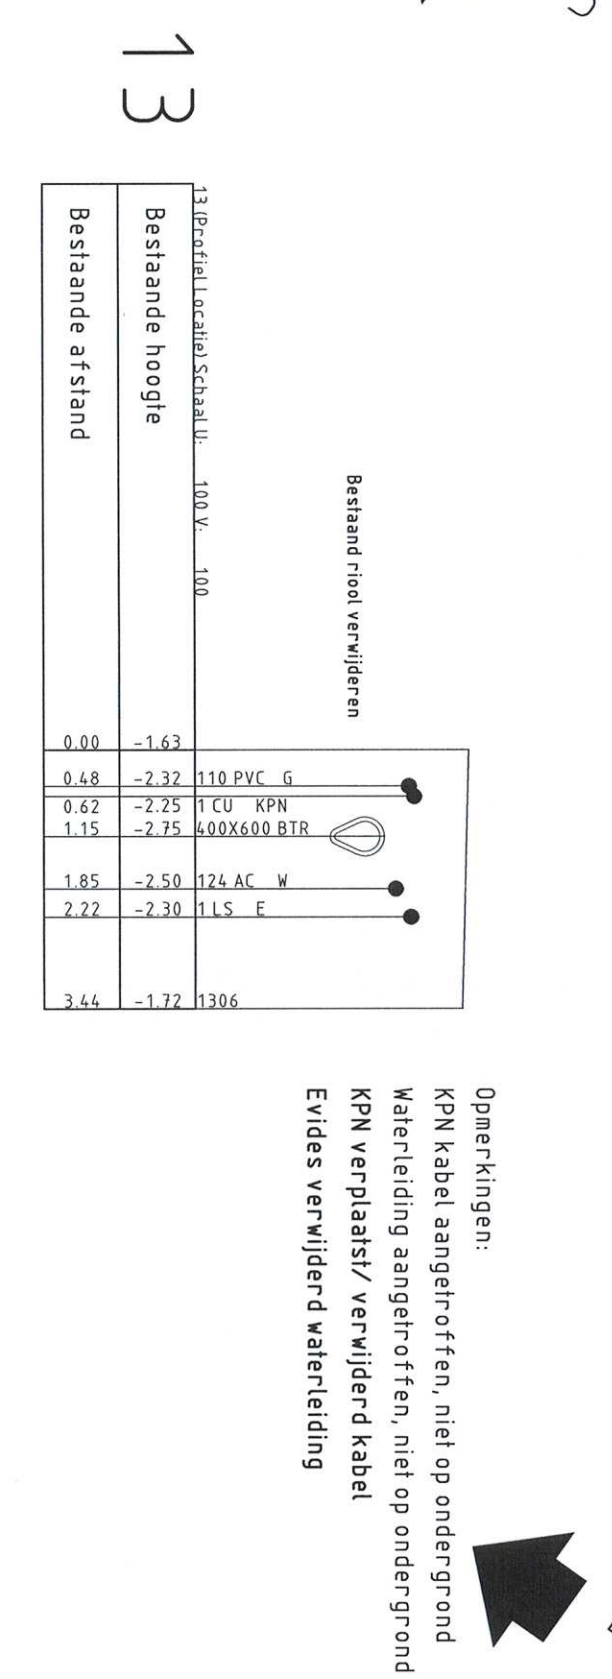 13
Bestaand riool verwijderen
13 (Profiel Locatie) Schaal U: 100 V: 100
Bestaande hoogte
-1.63 -2.32 -2.25 -2.75 -2.50 -2.30 -1.72
Bestaande afstand
0.00 0.48 0.62 1.15 1.85 2.22 3.44
110 PVC G
1 CU KPN
400X600 BTR
124 AC W
1 LS E
1306
Opmerkingen:
KPN kabel aangetroffen, niet op ondergrond
Waterleiding aangetroffen, niet op ondergrond
KPN verplaatst/ verwijderd kabel
Evides verwijderd waterleiding